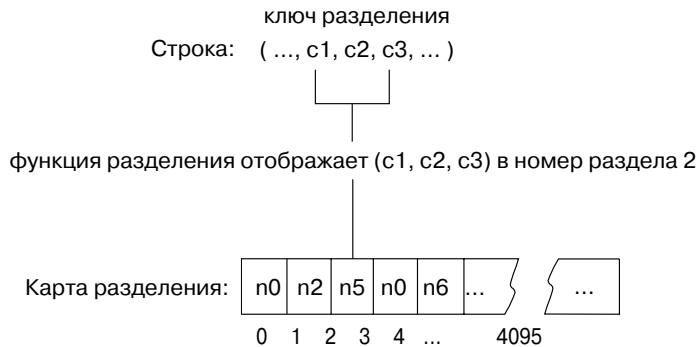 ключ разделения
Строка: ( ..., c1, c2, c3, ... )
функция разделения отображает (c1, c2, c3) в номер раздела 2
Карта разделения: n0 n2 n5 n0 n6 ... ...
0 1 2 3 4 ... 4095